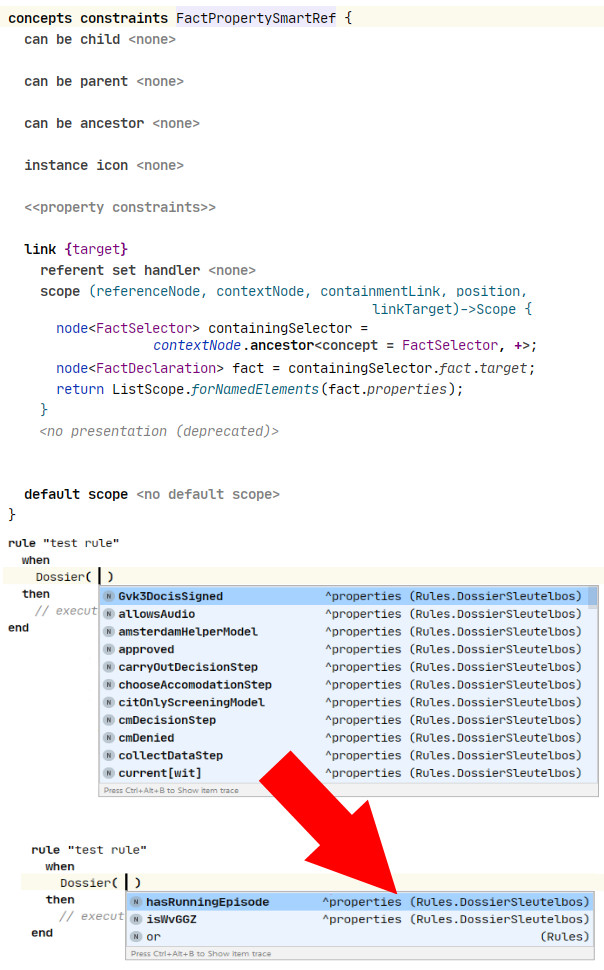 concepts constraints FactPropertySmartRef {
can be child <none>
can be parent <none>
can be ancestor <none>
instance icon <none>
<<property constraints>>
link {target}
referent set handler <none>
scope (referenceNode, contextNode, containmentLink, position,
linkTarget)->Scope {
node<FactSelector> containingSelector =
contextNode.ancestor<concept = FactSelector, +>;
node<FactDeclaration> fact = containingSelector.fact.target;
return ListScope.forNamedElements(fact.properties);
}
<no presentation (deprecated)>
default scope <no default scope>
}
rule "test rule"
when
Dossier( )
then
// execut
end
N Gvk3DocisSigned ^properties (Rules.DossierSleutelbos)
N allowsAudio ^properties (Rules.DossierSleutelbos)
N amsterdamHelperModel ^properties (Rules.DossierSleutelbos)
N approved ^properties (Rules.DossierSleutelbos)
N carryOutDecisionStep ^properties (Rules.DossierSleutelbos)
N chooseAccomodationStep ^properties (Rules.DossierSleutelbos)
N citOnlyScreeningModel ^properties (Rules.DossierSleutelbos)
N cmDecisionStep ^properties (Rules.DossierSleutelbos)
N cmDenied ^properties (Rules.DossierSleutelbos)
N collectDataStep ^properties (Rules.DossierSleutelbos)
N current[wit] ^properties (Rules.DossierSleutelbos)
Press Ctrl+Alt+B to Show item trace
rule "test rule"
when
Dossier( )
then
// execut
end
N hasRunningEpisode ^properties (Rules.DossierSleutelbos)
N isWvGGZ ^properties (Rules.DossierSleutelbos)
N or (Rules)
Press Ctrl+Alt+B to Show item trace